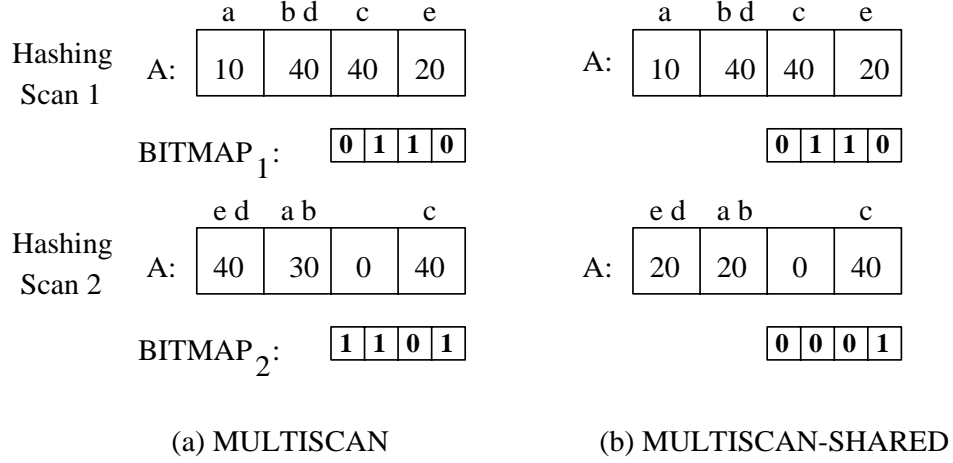 a b d c e a b d c e
Hashing Scan 1 A: 10 40 40 20 A: 10 40 40 20
BITMAP1: 0 1 1 0 0 1 1 0
e d a b c e d a b c
Hashing Scan 2 A: 40 30 0 40 A: 20 20 0 40
BITMAP2: 1 1 0 1 0 0 0 1
(a) MULTISCAN (b) MULTISCAN-SHARED